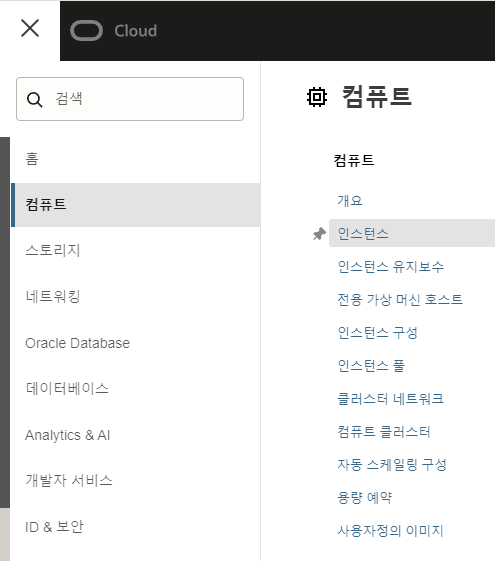 Cloud
검색
홈
컴퓨트
스토리지
네트워킹
Oracle Database
데이터베이스
Analytics & AI
개발자 서비스
ID & 보안
컴퓨트
컴퓨트
개요
인스턴스
인스턴스 유지보수
전용 가상 머신 호스트
인스턴스 구성
인스턴스 풀
클러스터 네트워크
컴퓨트 클러스터
자동 스케일링 구성
용량 예약
사용자정의 이미지